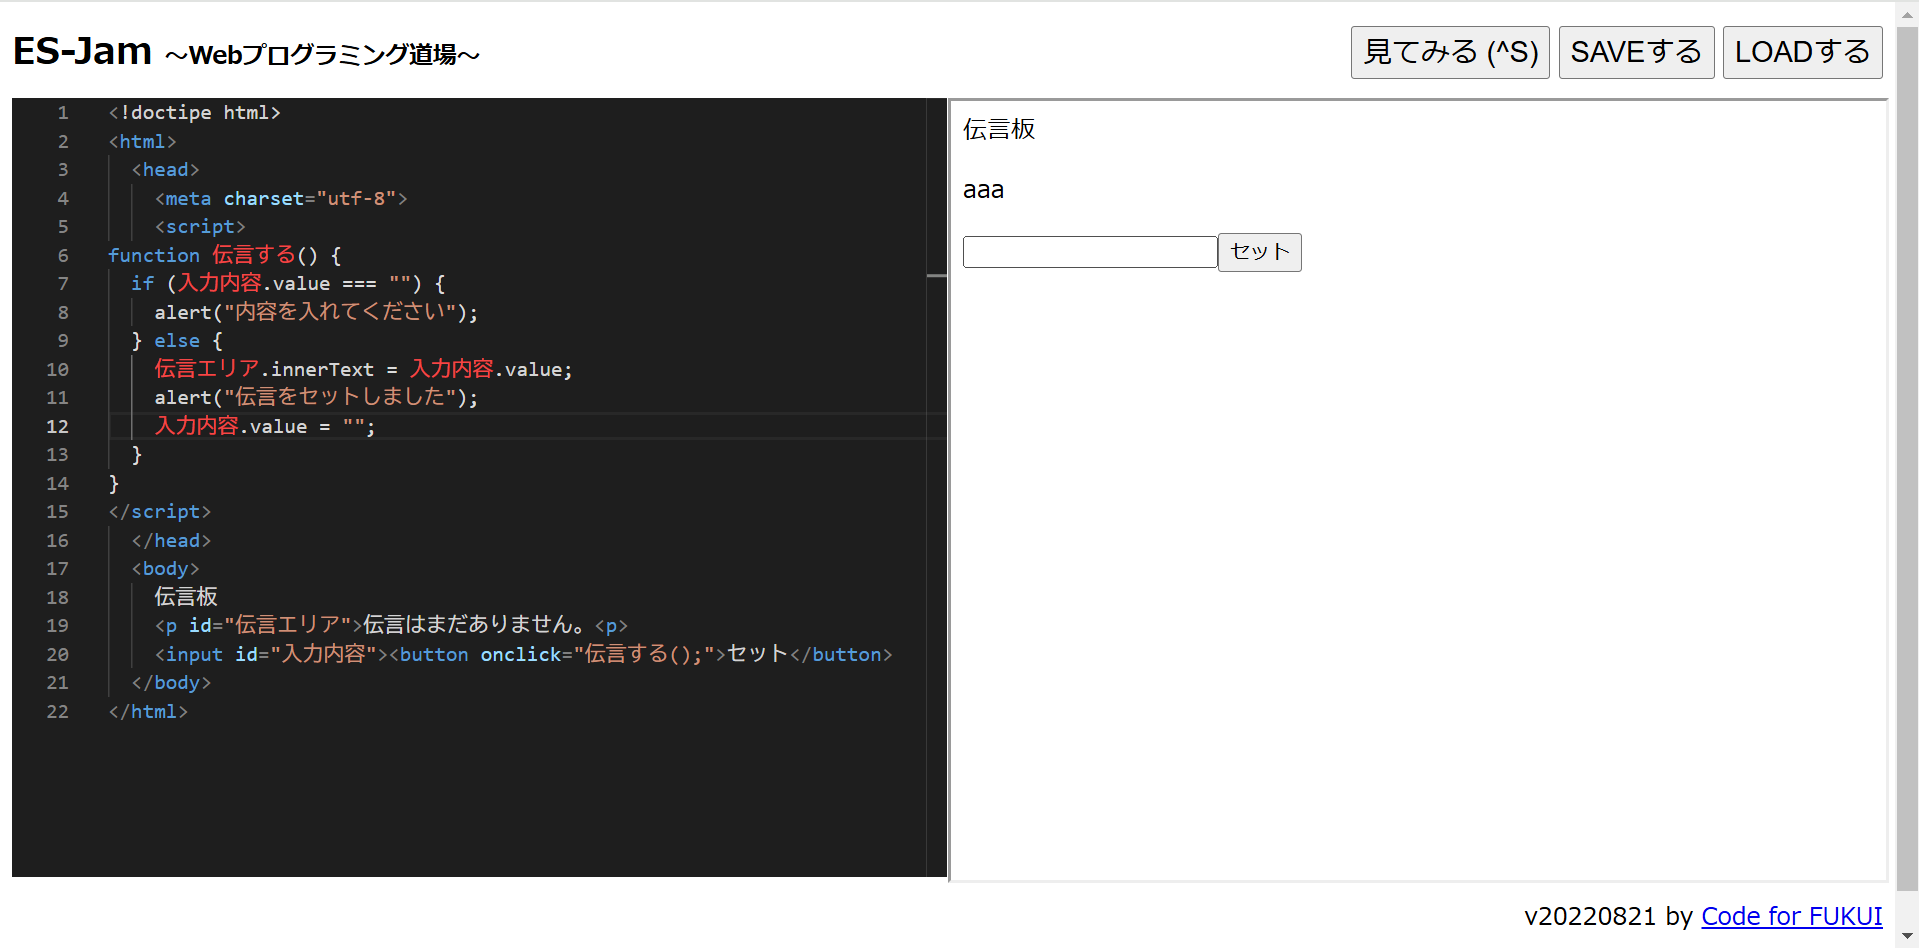 ES-Jam ～Webプログラミング道場～
見てみる (^S) SAVEする LOADする
1 <!doctipe html>
2 <html>
3 <head>
4 <meta charset="utf-8">
5 <script>
6 function 伝言する() {
7 if (入力内容.value === "") {
8 alert("内容を入れてください");
9 } else {
10 伝言エリア.innerText = 入力内容.value;
11 alert("伝言をセットしました");
12 入力内容.value = "";
13 }
14 }
15 </script>
16 </head>
17 <body>
18 伝言板
19 <p id="伝言エリア">伝言はまだありません。<p>
20 <input id="入力内容"><button onclick="伝言する();">セット</button>
21 </body>
22 </html>
伝言板
aaa
セット
v20220821 by Code for FUKUI